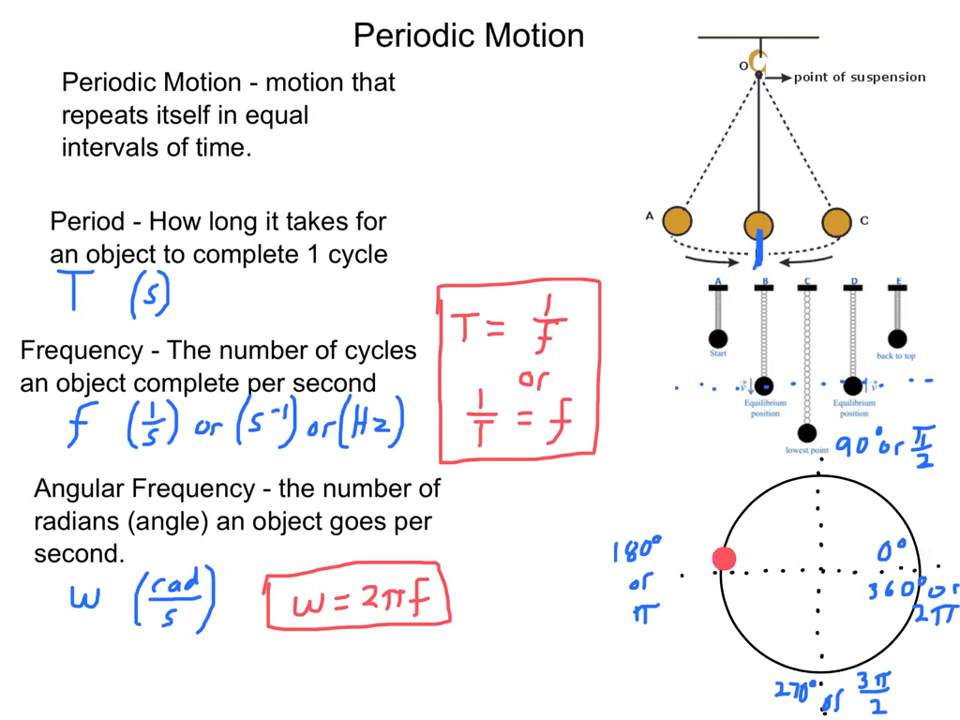 Periodic Motion
Periodic Motion - motion that
repeats itself in equal
intervals of time.
Period - How long it takes for
an object to complete 1 cycle
T (s)
Frequency - The number of cycles
an object complete per second
f (1/s) or (s⁻¹) or (Hz)
T = 1/f
or
1/T = f
Angular Frequency - the number of
radians (angle) an object goes per
second.
w (rad/s)
w = 2πf
O
point of suspension
A
C
A B C D E
Start
back to top
v
v
Equilibrium
position
Equilibrium
position
lowest point
90° or π/2
180°
or
π
0°
360° or
2π
270° or 3π/2